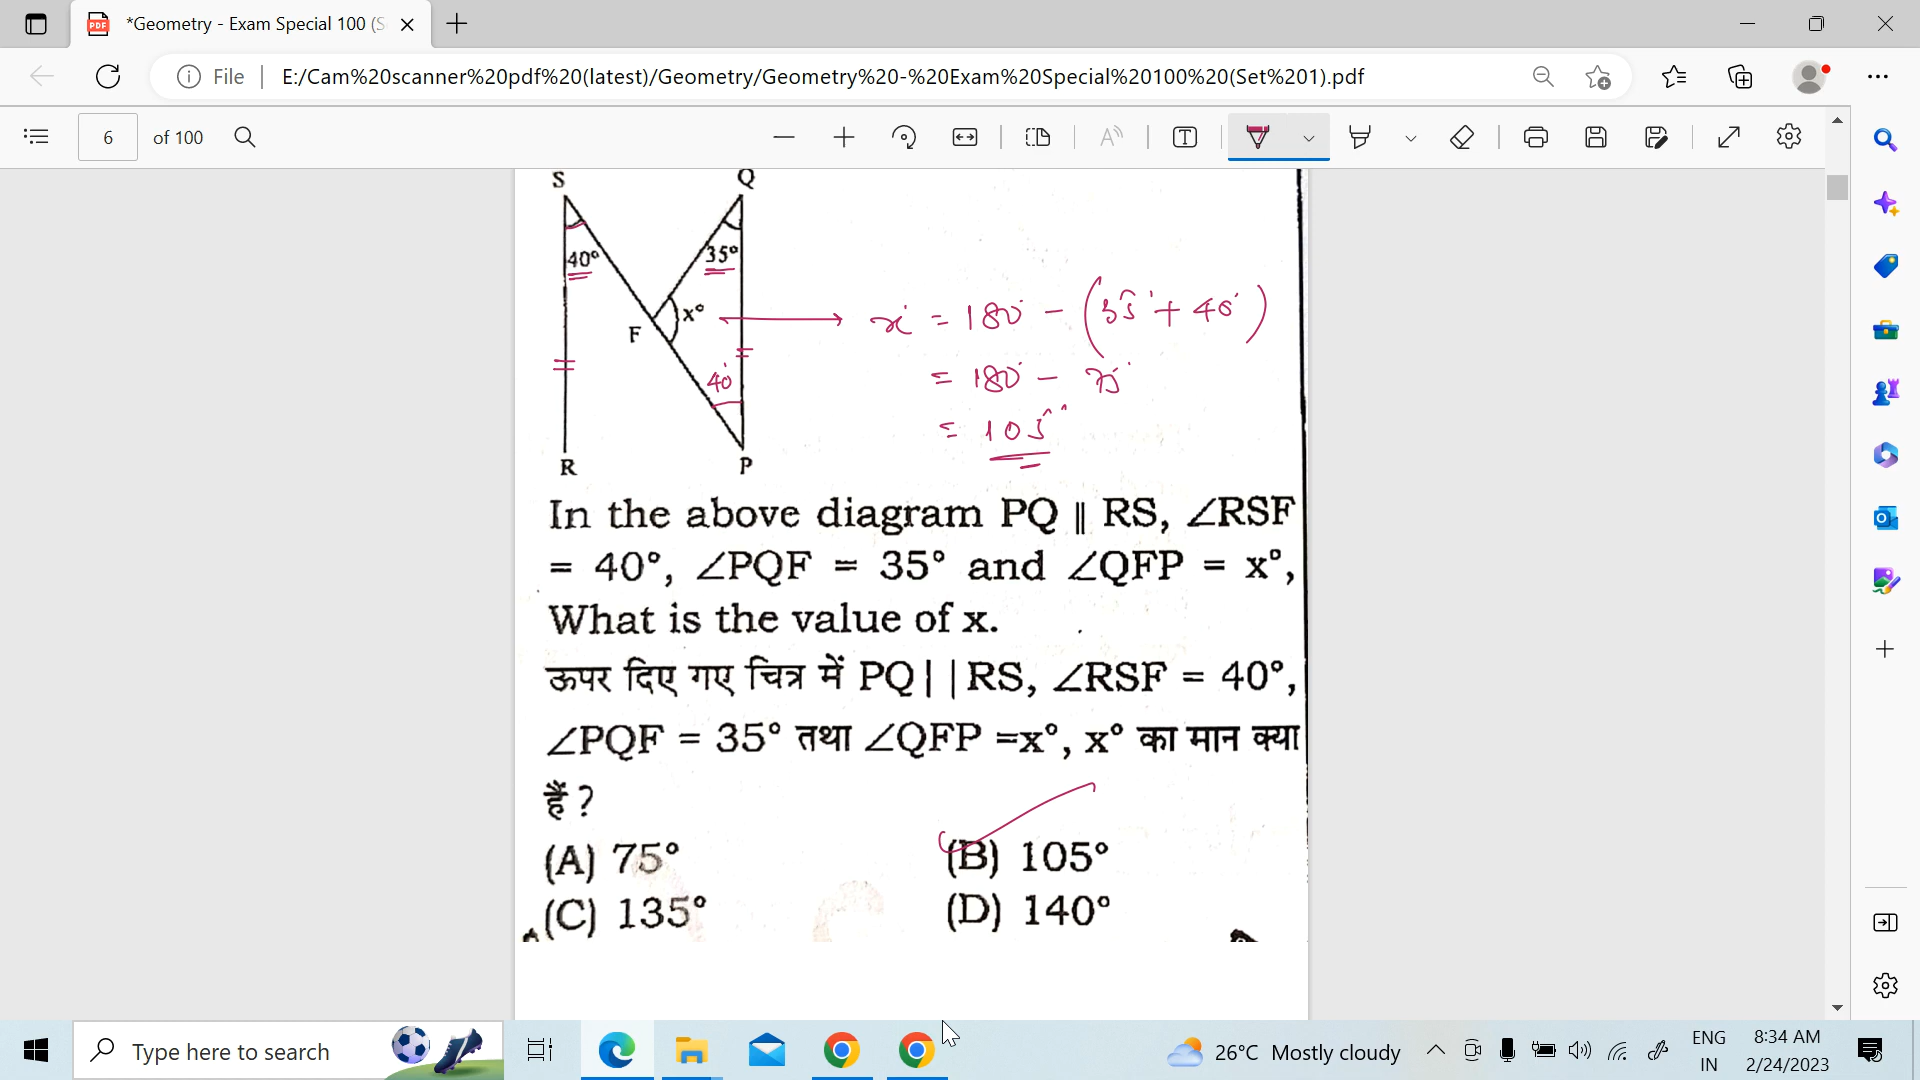 *Geometry - Exam Special 100 (S
File
E:/Cam%20scanner%20pdf%20(latest)/Geometry/Geometry%20-%20Exam%20Special%20100%20(Set%201).pdf
6 of 100
S Q
40° 35°
F x° → x° = 180° - (35° + 40°)
40° = 180° - 75°
= 105°
R P
In the above diagram PQ || RS, ∠RSF
= 40°, ∠PQF = 35° and ∠QFP = x°,
What is the value of x.
ऊपर दिए गए चित्र में PQ||RS, ∠RSF = 40°,
∠PQF = 35° तथा ∠QFP =x°, x° का मान क्या
हैं ?
(A) 75° (B) 105°
(C) 135° (D) 140°
Type here to search
26°C Mostly cloudy
ENG
IN
8:34 AM
2/24/2023